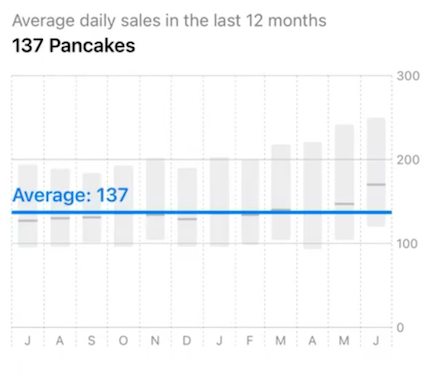 Average daily sales in the last 12 months
137 Pancakes
300
200
Average: 137
100
0
J A S O N D J F M A M J